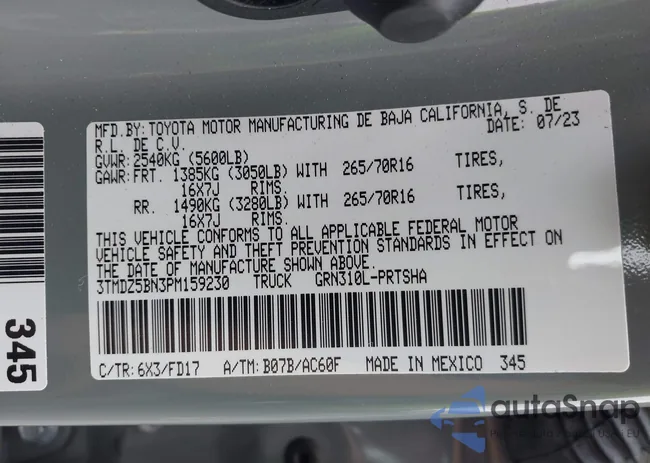 MFD.BY: TOYOTA MOTOR MANUFACTURING DE BAJA CALIFORNIA, S. DE
R.L. DE C.V. DATE: 07/23
GVWR: 2540KG (5600LB)
GAWR: FRT. 1385KG (3050LB) WITH 265/70R16 TIRES,
16X7J RIMS.
RR. 1490KG (3280LB) WITH 265/70R16 TIRES,
16X7J RIMS.
THIS VEHICLE CONFORMS TO ALL APPLICABLE FEDERAL MOTOR
VEHICLE SAFETY AND THEFT PREVENTION STANDARDS IN EFFECT ON
THE DATE OF MANUFACTURE SHOWN ABOVE.
3TMDZ5BN3PM159230 TRUCK GRN310L-PRTSHA
C/TR: 6X3/FD17 A/TM: B07B/AC60F MADE IN MEXICO 345
345
autoSnap